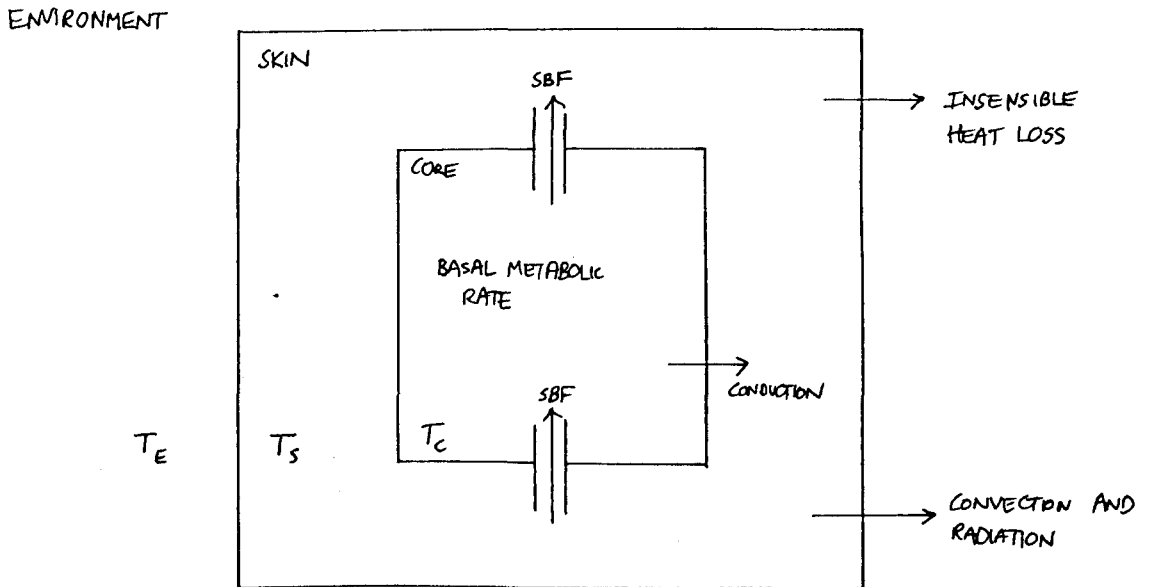 ENVIRONMENT
SKIN
SBF
INSENSIBLE
HEAT LOSS
CORE
BASAL METABOLIC
RATE
SBF
CONDUCTION
T_E
T_S
T_C
CONVECTION AND
RADIATION